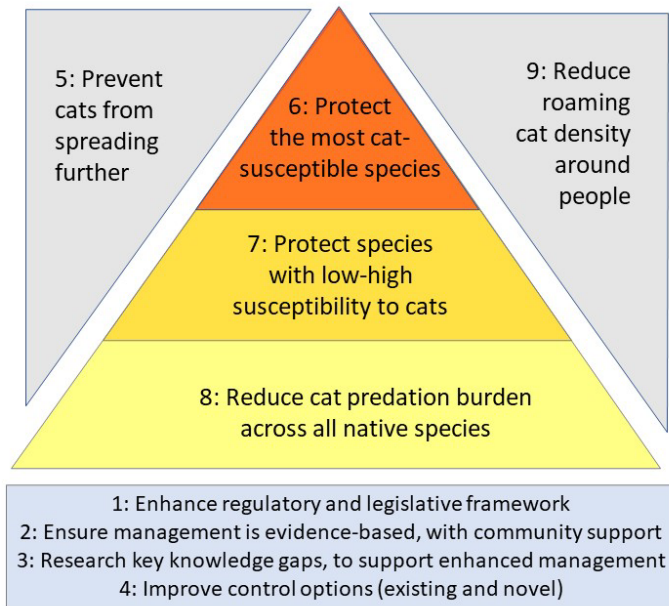 5: Prevent
cats from
spreading
further
6: Protect
the most cat-
susceptible species
9: Reduce
roaming
cat density
around
people
7: Protect species
with low-high
susceptibility to cats
8: Reduce cat predation burden
across all native species
1: Enhance regulatory and legislative framework
2: Ensure management is evidence-based, with community support
3: Research key knowledge gaps, to support enhanced management
4: Improve control options (existing and novel)